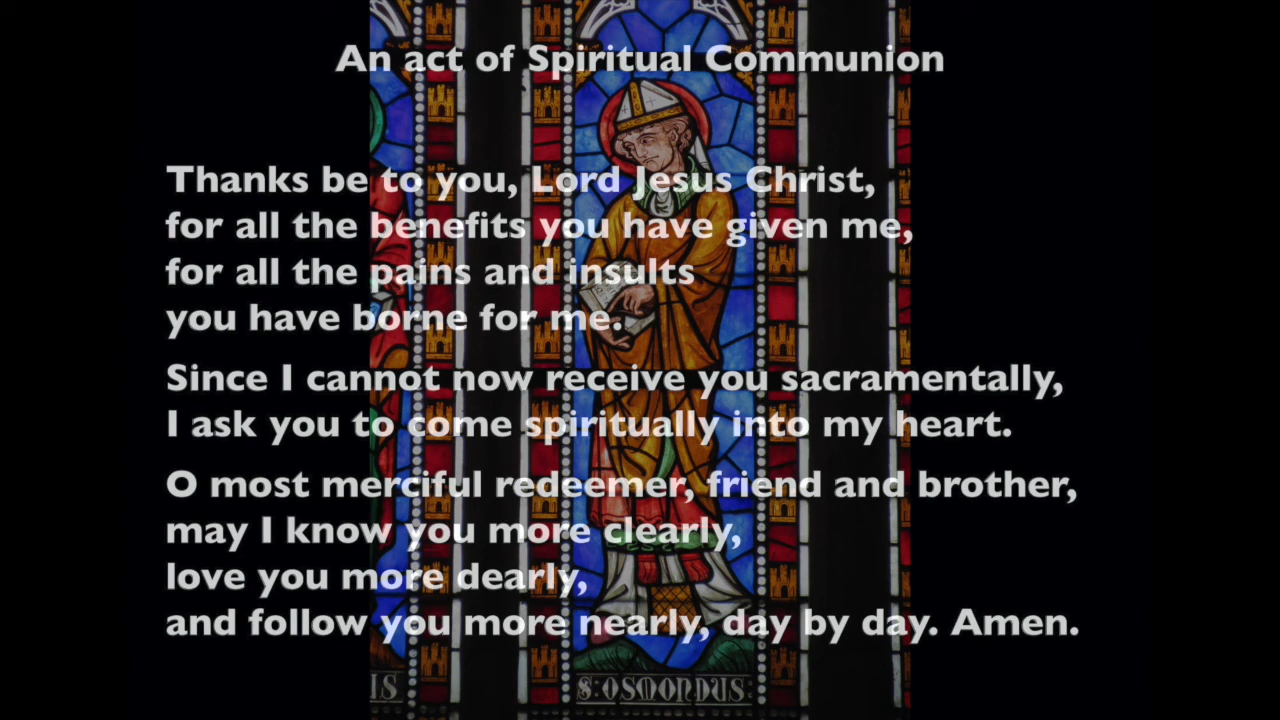 An act of Spiritual Communion
Thanks be to you, Lord Jesus Christ,
for all the benefits you have given me,
for all the pains and insults
you have borne for me.
Since I cannot now receive you sacramentally,
I ask you to come spiritually into my heart.
O most merciful redeemer, friend and brother,
may I know you more clearly,
love you more dearly,
and follow you more nearly, day by day. Amen.
IS
S:OSMONDUS: